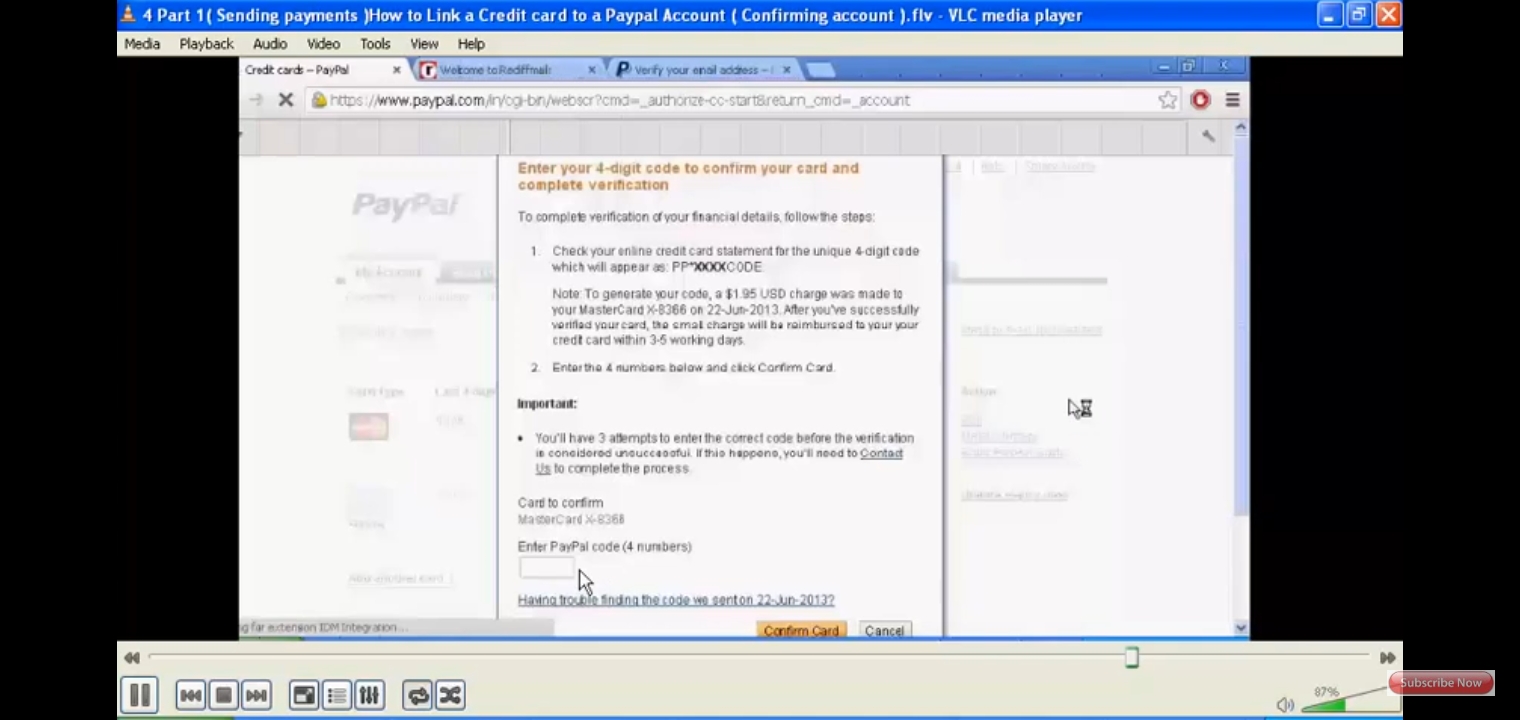 4 Part 1( Sending payments )How to Link a Credit card to a Paypal Account ( Confirming account ).flv - VLC media player
Media Playback Audio Video Tools View Help
Credit cards – PayPal
Welcome to Rediffmail
Verify your email address –
https://www.paypal.com/in/cgi-bin/webscr?cmd=_authorize-cc-start&return_cmd=_account
Enter your 4-digit code to confirm your card and
complete verification
PayPal
To complete verification of your financial details, follow the steps:
1. Check your online credit card statement for the unique 4-digit code
which will appear as: PP*XXXXCODE
My Account
Note: To generate your code, a $1.95 USD charge was made to
your MasterCard X-8366 on 22-Jun-2013. After you've successfully
verified your card, the small charge will be reimbursed to your your
credit card within 3-5 working days.
2. Enter the 4 numbers below and click Confirm Card.
Card Type
Action
Important:
• You'll have 3 attempts to enter the correct code before the verification
is considered unsuccessful. If this happens, you'll need to Contact
Us to complete the process.
Card to confirm
MasterCard X-8366
Enter PayPal code (4 numbers)
Having trouble finding the code we sent on 22-Jun-2013?
ng far extension IDM Integration...
Confirm Card Cancel
87%
Subscribe Now